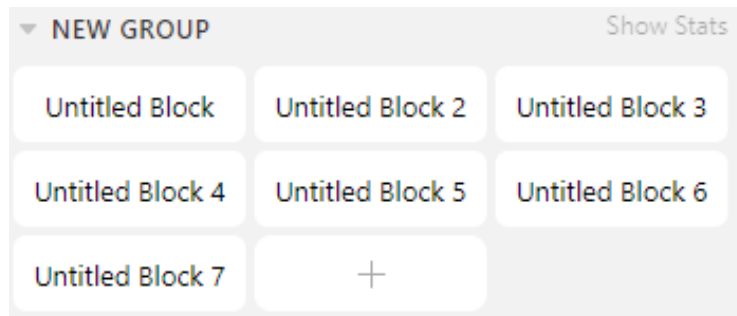 NEW GROUP Show Stats
Untitled Block Untitled Block 2 Untitled Block 3
Untitled Block 4 Untitled Block 5 Untitled Block 6
Untitled Block 7 +